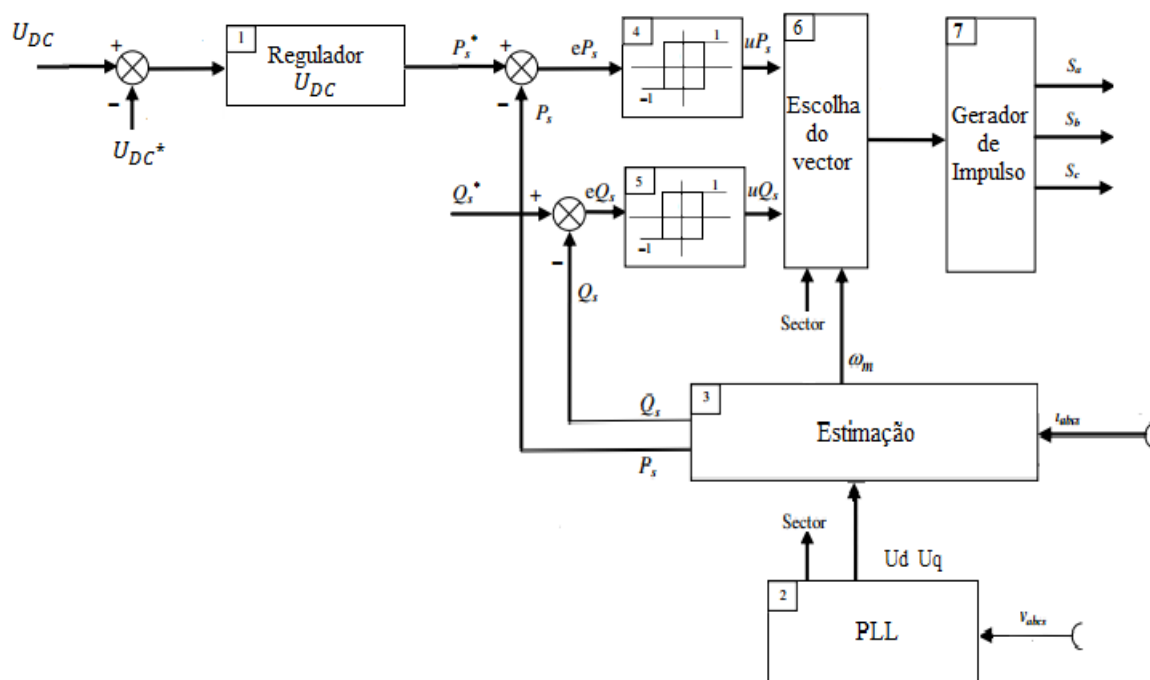 U_DC
+
−
U_DC*
1
Regulador
U_DC
P_s*
+
−
P_s
eP_s
4
1
−1
uP_s
6
Escolha
do
vector
7
Gerador
de
Impulso
S_a
S_b
S_c
Q_s*
+
−
eQ_s
5
1
−1
uQ_s
Q_s
Sector
ω_m
3
Estimação
Q̄_s
P_s
i_abcs
Sector
Ud Uq
2
PLL
V_abcs